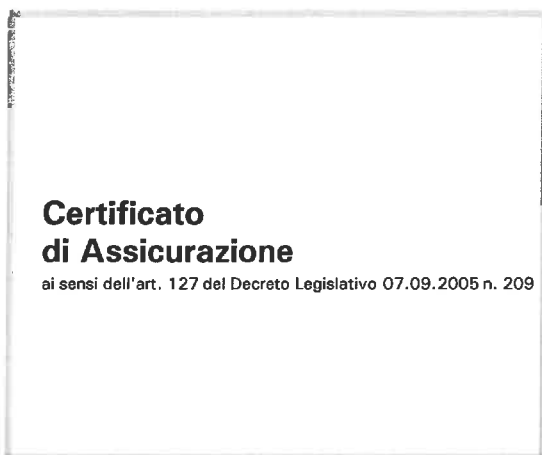 Certificato
di Assicurazione
ai sensi dell'art. 127 del Decreto Legislativo 07.09.2005 n. 209